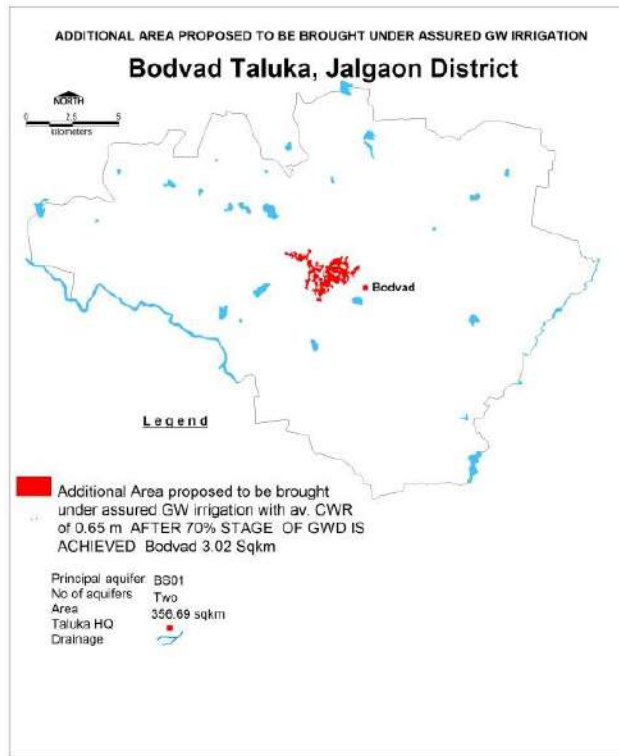 ADDITIONAL AREA PROPOSED TO BE BROUGHT UNDER ASSURED GW IRRIGATION
Bodvad Taluka, Jalgaon District
NORTH
0 2.5 5
kilometers
Bodvad
Legend
Additional Area proposed to be brought
under assured GW irrigation with av. CWR
of 0.65 m AFTER 70% STAGE OF GWD IS
ACHIEVED Bodvad 3.02 Sqkm
Principal aquifer BS01
No of aquifers Two
Area 356.69 sqkm
Taluka HQ
Drainage